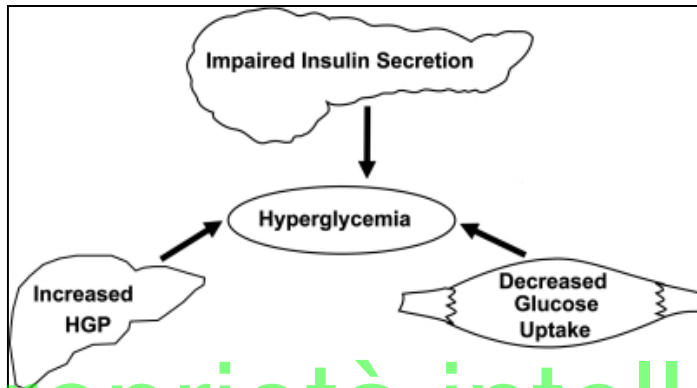 Impaired Insulin Secretion
Hyperglycemia
Increased
HGP
Decreased
Glucose
Uptake